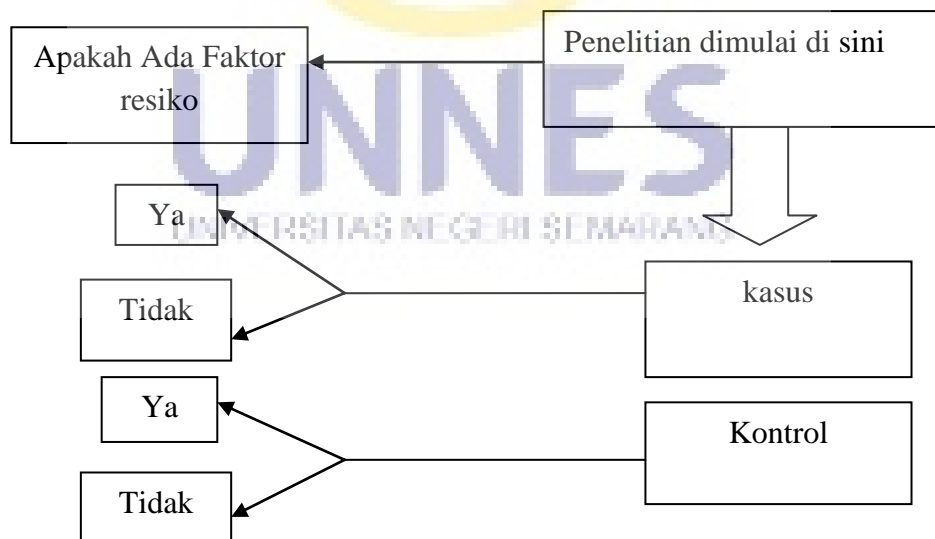 Apakah Ada Faktor
resiko
Penelitian dimulai di sini
UNNES
UNIVERSITAS NEGERI SEMARANG
Ya
Tidak
kasus
Ya
Tidak
Kontrol